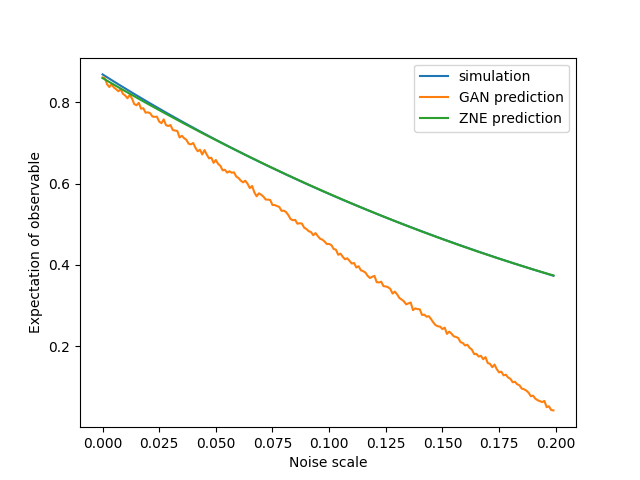 simulation
GAN prediction
ZNE prediction
Expectation of observable
0.8
0.6
0.4
0.2
0.000 0.025 0.050 0.075 0.100 0.125 0.150 0.175 0.200
Noise scale